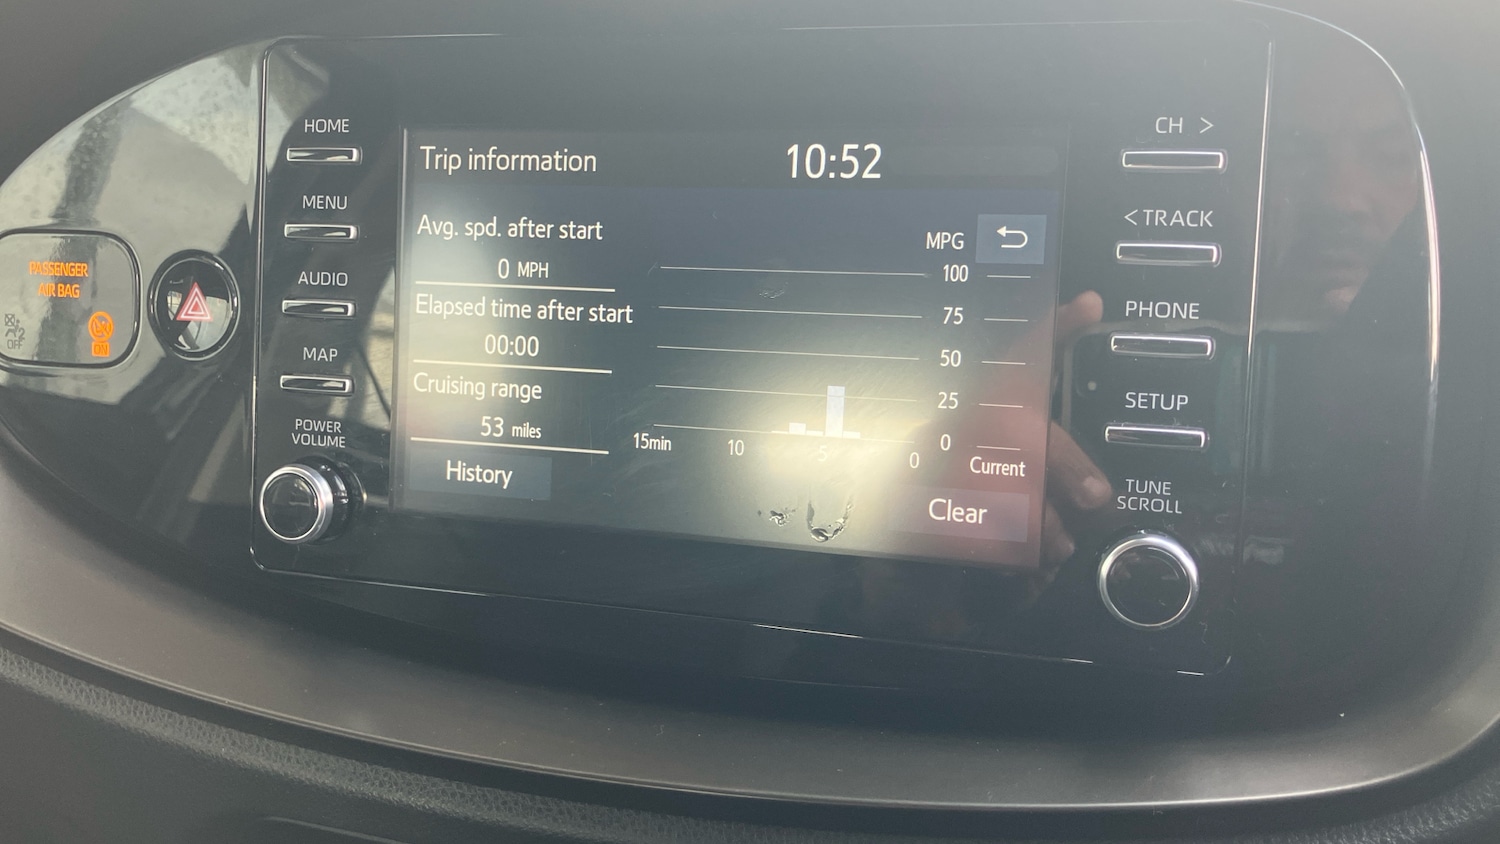 HOME
MENU
AUDIO
MAP
POWER
VOLUME
PASSENGER
AIR BAG
OFF
ON
Trip information
10:52
Avg. spd. after start
0 MPH
Elapsed time after start
00:00
Cruising range
53 miles
History
MPG
100
75
50
25
0
15min
10
5
0
Current
Clear
CH >
< TRACK
PHONE
SETUP
TUNE
SCROLL